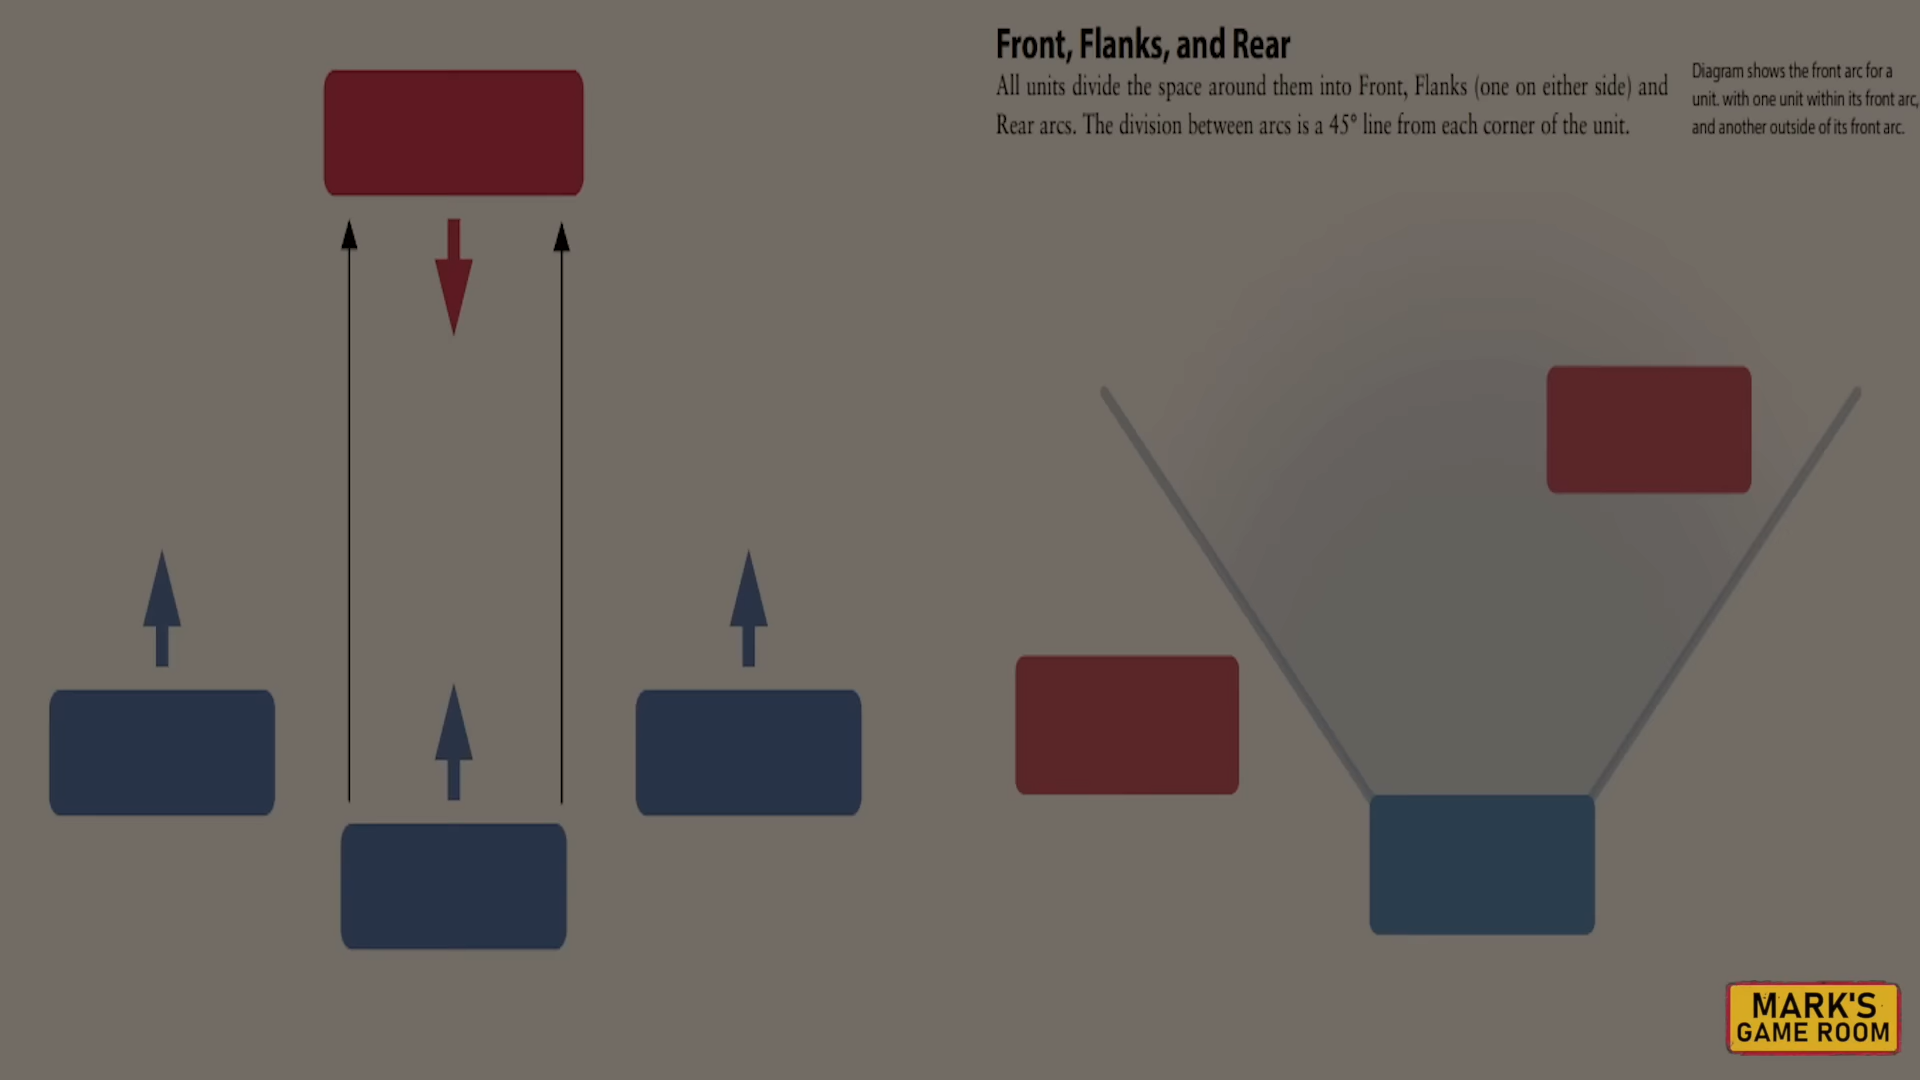 Front, Flanks, and Rear
All units divide the space around them into Front, Flanks (one on either side) and
Rear arcs. The division between arcs is a 45° line from each corner of the unit.
Diagram shows the front arc for a
unit. with one unit within its front arc,
and another outside of its front arc.
MARK'S
GAME ROOM